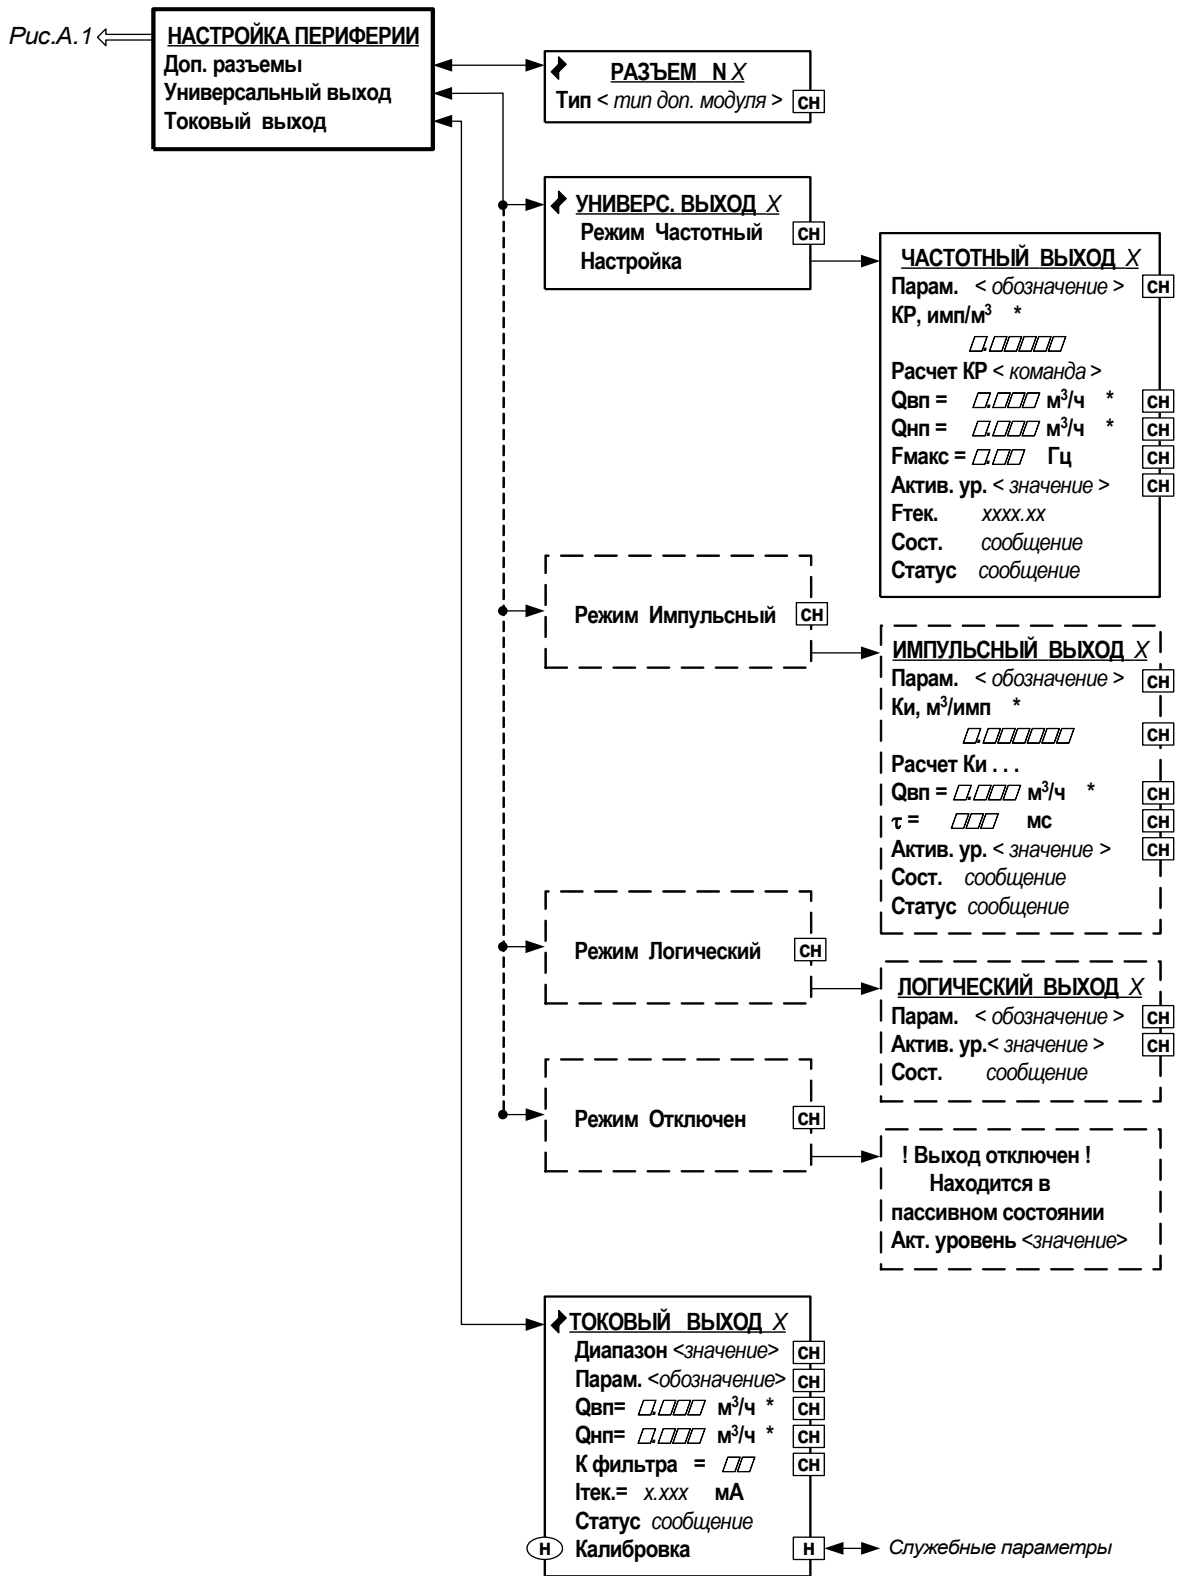 Рис.А.1
НАСТРОЙКА ПЕРИФЕРИИ
Доп. разъемы
Универсальный выход
Токовый выход
РАЗЪЕМ N X
Тип < тип доп. модуля > СН
УНИВЕРС. ВЫХОД X
Режим Частотный СН
Настройка
ЧАСТОТНЫЙ ВЫХОД X
Парам. < обозначение > СН
КР, имп/м³ *
▱.▱▱▱▱▱
Расчет КР < команда >
Qвп = ▱.▱▱▱ м³/ч * СН
Qнп = ▱.▱▱▱ м³/ч * СН
Fмакс = ▱.▱▱ Гц СН
Актив. ур. < значение > СН
Fтек. xxxx.xx
Сост. сообщение
Статус сообщение
Режим Импульсный СН
ИМПУЛЬСНЫЙ ВЫХОД X
Парам. < обозначение > СН
Ки, м³/имп *
▱.▱▱▱▱▱▱ СН
Расчет Ки . . .
Qвп = ▱.▱▱▱ м³/ч * СН
τ = ▱▱▱ мс СН
Актив. ур. < значение > СН
Сост. сообщение
Статус сообщение
Режим Логический СН
ЛОГИЧЕСКИЙ ВЫХОД X
Парам. < обозначение > СН
Актив. ур.< значение > СН
Сост. сообщение
Режим Отключен СН
! Выход отключен !
Находится в
пассивном состоянии
Акт. уровень <значение>
ТОКОВЫЙ ВЫХОД X
Диапазон <значение> СН
Парам. <обозначение> СН
Qвп= ▱.▱▱▱ м³/ч * СН
Qнп= ▱.▱▱▱ м³/ч * СН
К фильтра = ▱▱ СН
Iтек.= x.xxx мА
Статус сообщение
Н Калибровка Н Служебные параметры